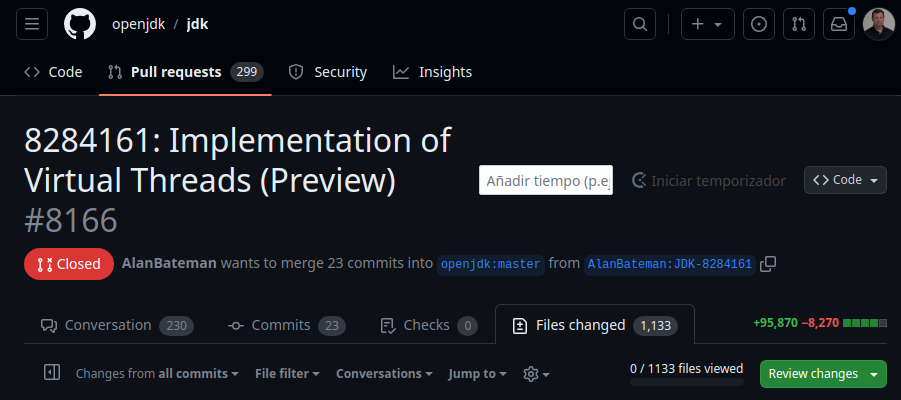 openjdk / jdk
Code
Pull requests 299
Security
Insights
8284161: Implementation of
Virtual Threads (Preview)
#8166
Añadir tiempo (p.ej
Iniciar temporizador
Code
Closed
AlanBateman wants to merge 23 commits into openjdk:master from AlanBateman:JDK-8284161
Conversation 230
Commits 23
Checks 0
Files changed 1,133
+95,870 −8,270
Changes from all commits
File filter
Conversations
Jump to
0 / 1133 files viewed
Review changes